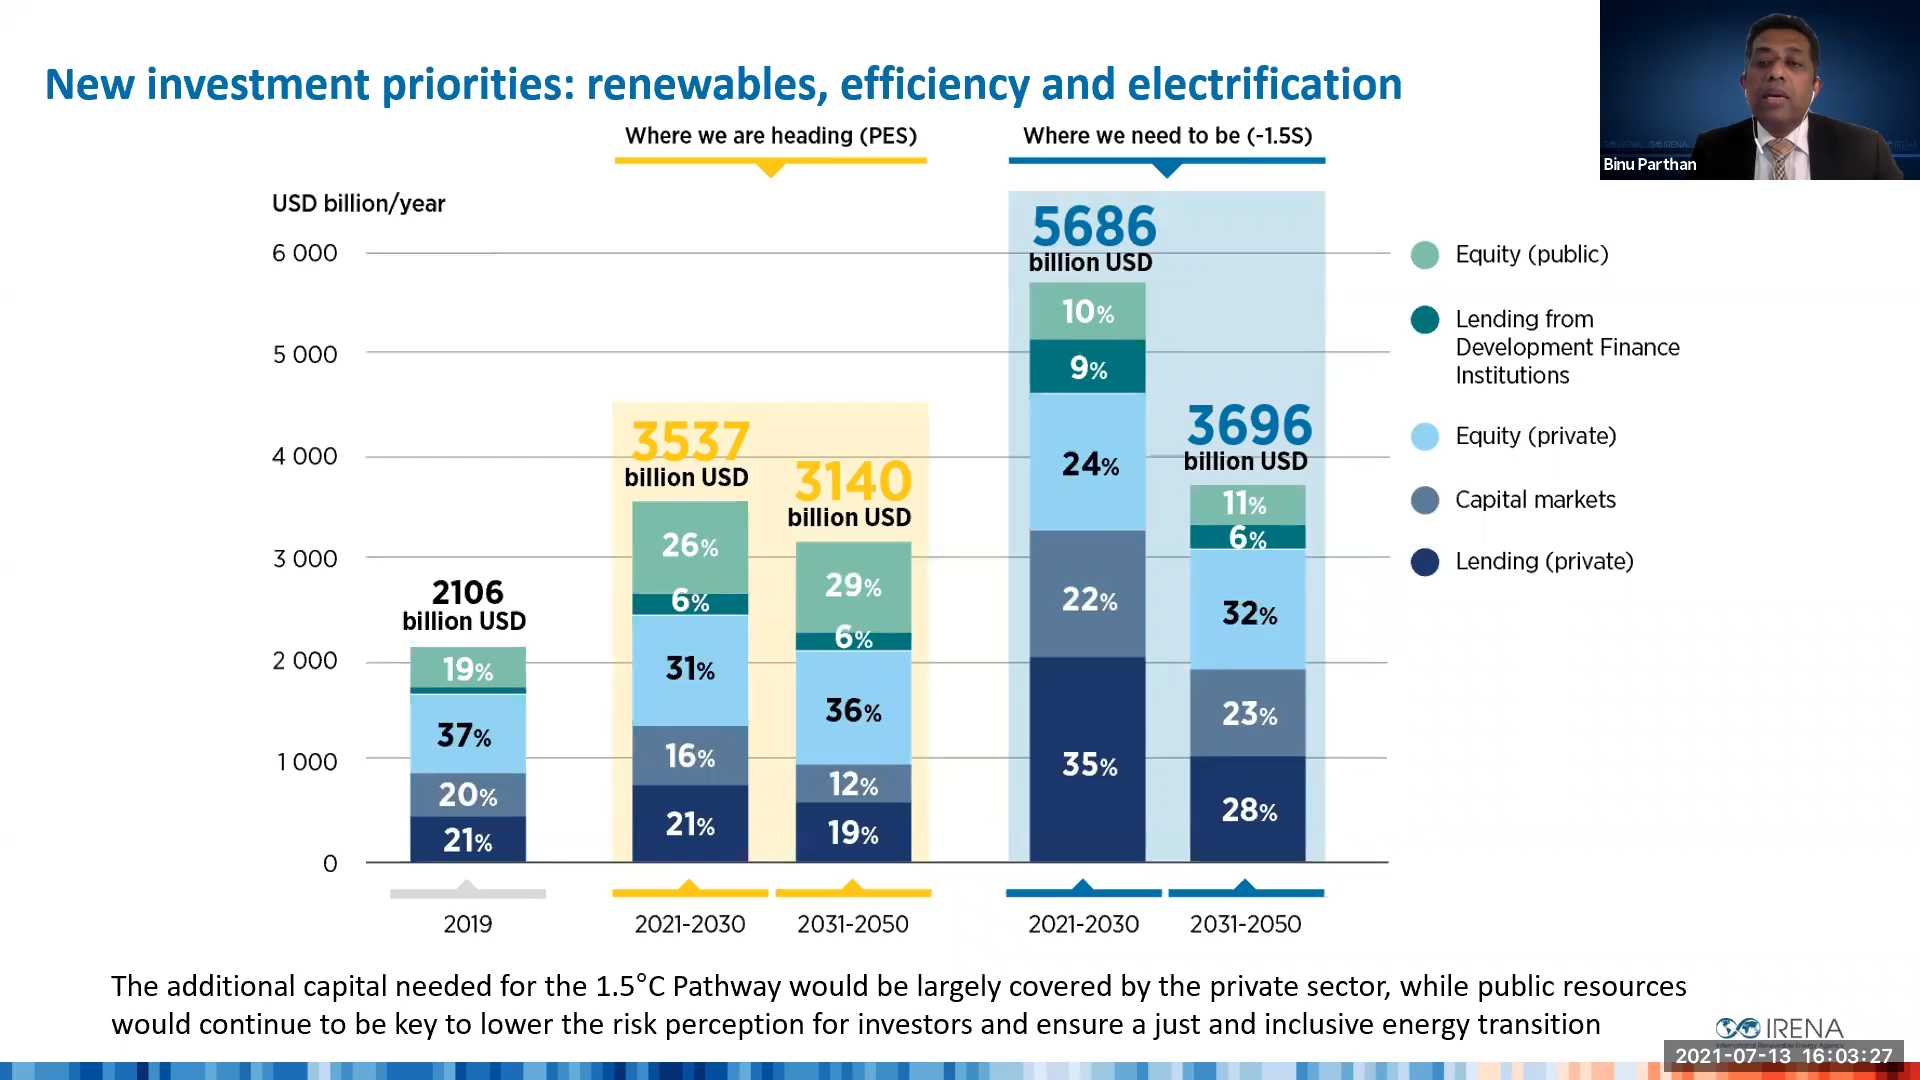 New investment priorities: renewables, efficiency and electrification
Binu Parthan
Where we are heading (PES)
Where we need to be (-1.5S)
USD billion/year
6 000
5 000
4 000
3 000
2 000
1 000
0
2106
billion USD
19%
37%
20%
21%
2019
3537
billion USD
26%
6%
31%
16%
21%
2021-2030
3140
billion USD
29%
6%
36%
12%
19%
2031-2050
5686
billion USD
10%
9%
24%
22%
35%
2021-2030
3696
billion USD
11%
6%
32%
23%
28%
2031-2050
Equity (public)
Lending from
Development Finance
Institutions
Equity (private)
Capital markets
Lending (private)
The additional capital needed for the 1.5°C Pathway would be largely covered by the private sector, while public resources
would continue to be key to lower the risk perception for investors and ensure a just and inclusive energy transition
IRENA
International Renewable Energy Agency
2021-07-13 16:03:27